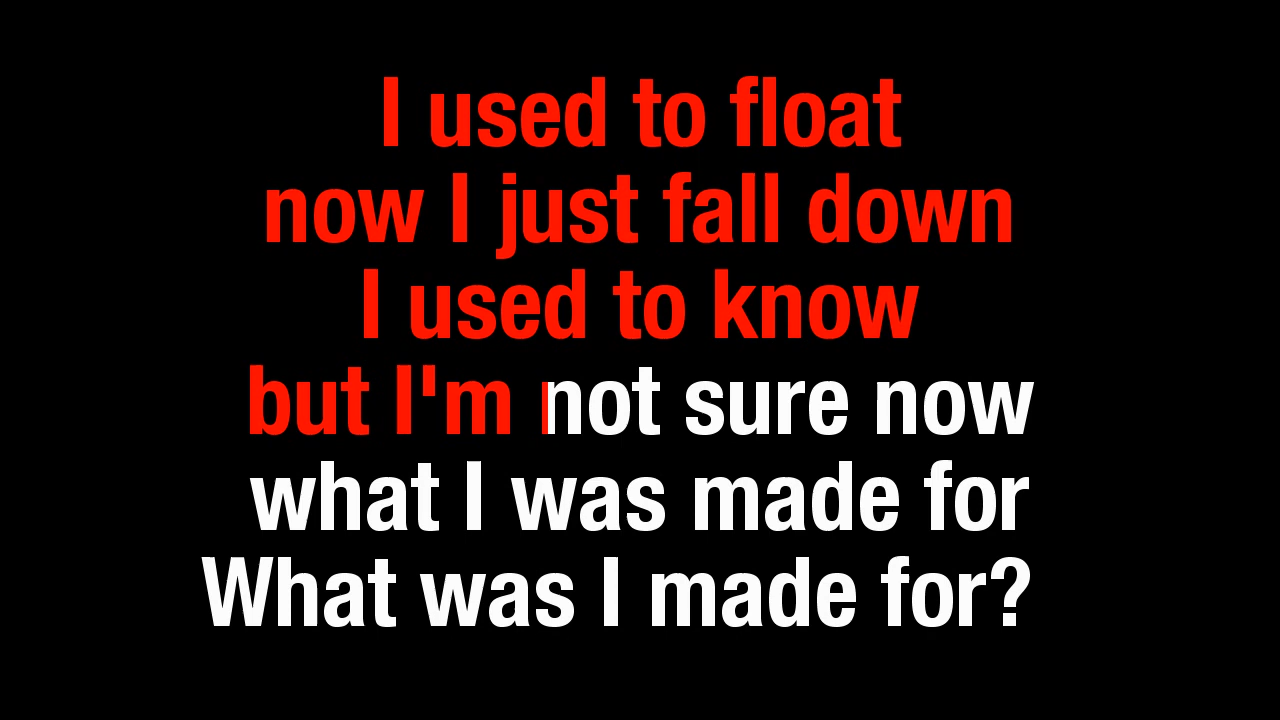 I used to float
now I just fall down
I used to know
but I'm not sure now
what I was made for
What was I made for?